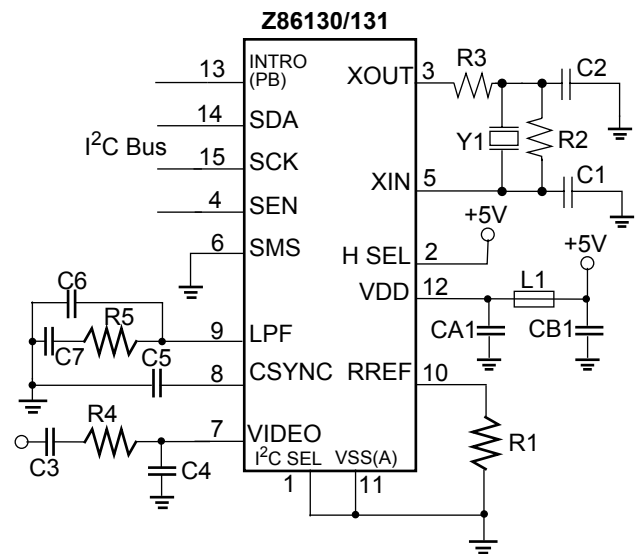 Z86130/131
13 INTRO (PB) XOUT 3 R3 C2
14 SDA Y1 R2
I²C Bus
15 SCK XIN 5 C1
4 SEN +5V
6 SMS H SEL 2 +5V
C6 VDD 12 L1
R5 CA1 CB1
C7 9 LPF
C5 8 CSYNC RREF 10
R4 7 VIDEO R1
C3 C4 I²C SEL VSS(A)
1 11